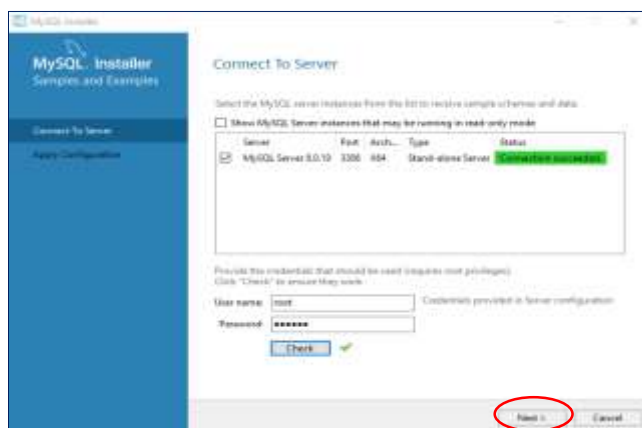 MySQL Installer
MySQL. Installer
Samples and Examples
Connect To Server
Apply Configuration
Connect To Server
Select the MySQL server instances from the list to receive sample schemas and data.
Show MySQL Server instances that may be running in read-only mode
Server Port Arch... Type Status
MySQL Server 8.0.19 3306 X64 Stand-alone Server Connection succeeded.
Provide the credentials that should be used (requires root privileges).
Click "Check" to ensure they work.
User name: root Credentials provided in Server configuration
Password: ●●●●●●
Check
Next > Cancel